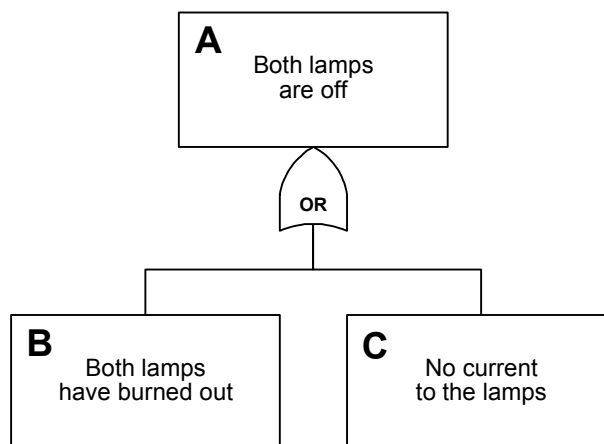 A
Both lamps
are off
OR
B
Both lamps
have burned out
C
No current
to the lamps